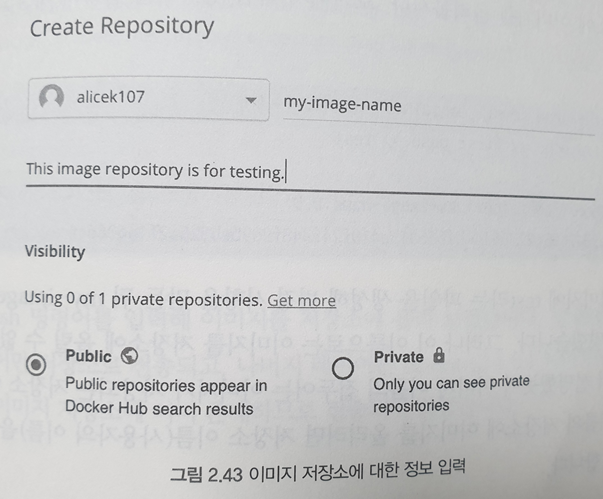 Create Repository
alicek107 my-image-name
This image repository is for testing.
Visibility
Using 0 of 1 private repositories. Get more
Public Private
Public repositories appear in Only you can see private
Docker Hub search results repositories
그림 2.43 이미지 저장소에 대한 정보 입력